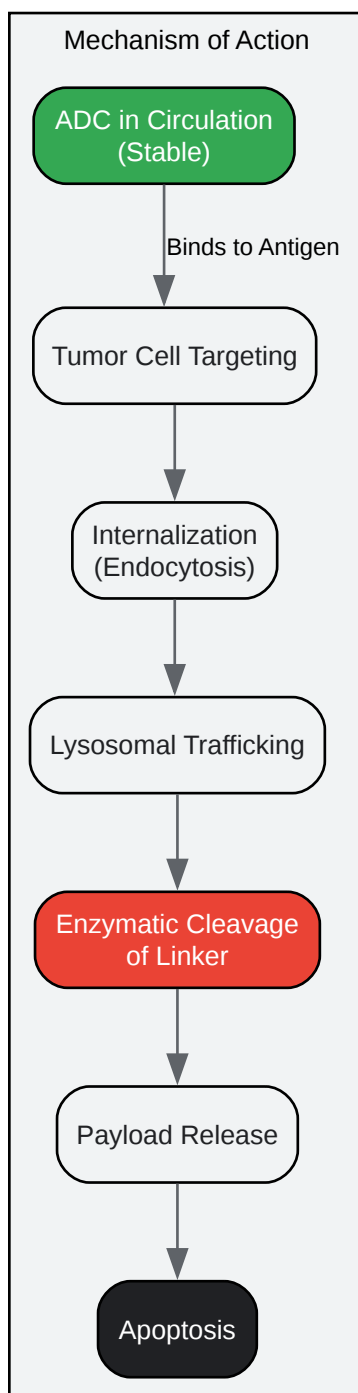 Mechanism of Action
ADC in Circulation
(Stable)
Binds to Antigen
Tumor Cell Targeting
Internalization
(Endocytosis)
Lysosomal Trafficking
Enzymatic Cleavage
of Linker
Payload Release
Apoptosis